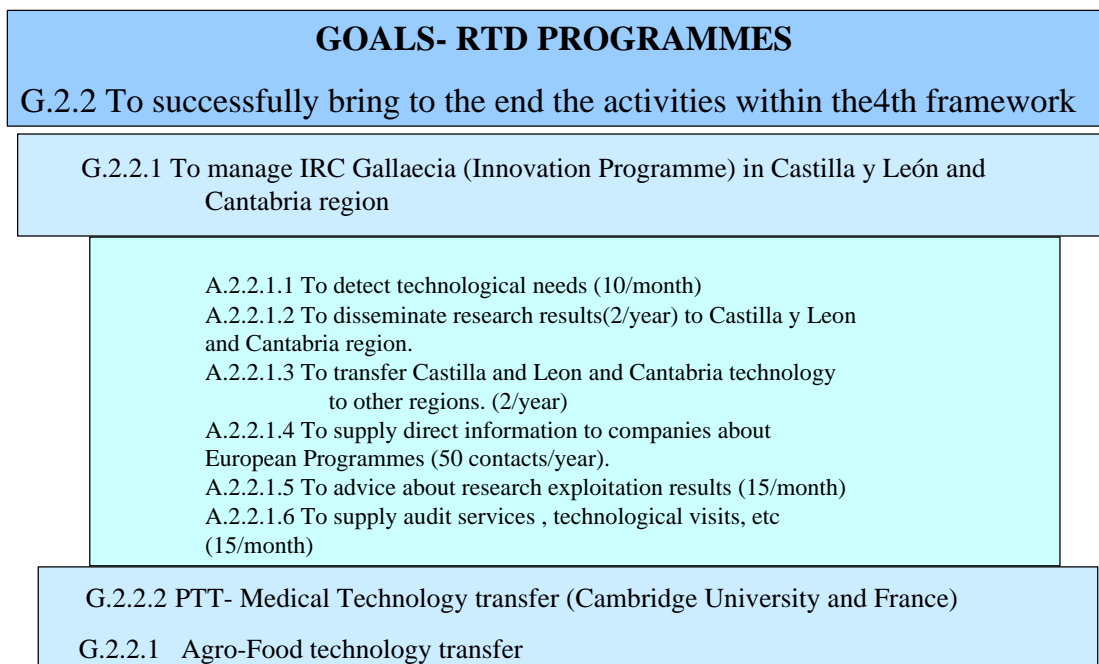 GOALS- RTD PROGRAMMES
G.2.2 To successfully bring to the end the activities within the4th framework
G.2.2.1 To manage IRC Gallaecia (Innovation Programme) in Castilla y León and
Cantabria region
A.2.2.1.1 To detect technological needs (10/month)
A.2.2.1.2 To disseminate research results(2/year) to Castilla y Leon
and Cantabria region.
A.2.2.1.3 To transfer Castilla and Leon and Cantabria technology
to other regions. (2/year)
A.2.2.1.4 To supply direct information to companies about
European Programmes (50 contacts/year).
A.2.2.1.5 To advice about research exploitation results (15/month)
A.2.2.1.6 To supply audit services , technological visits, etc
(15/month)
G.2.2.2 PTT- Medical Technology transfer (Cambridge University and France)
G.2.2.1 Agro-Food technology transfer